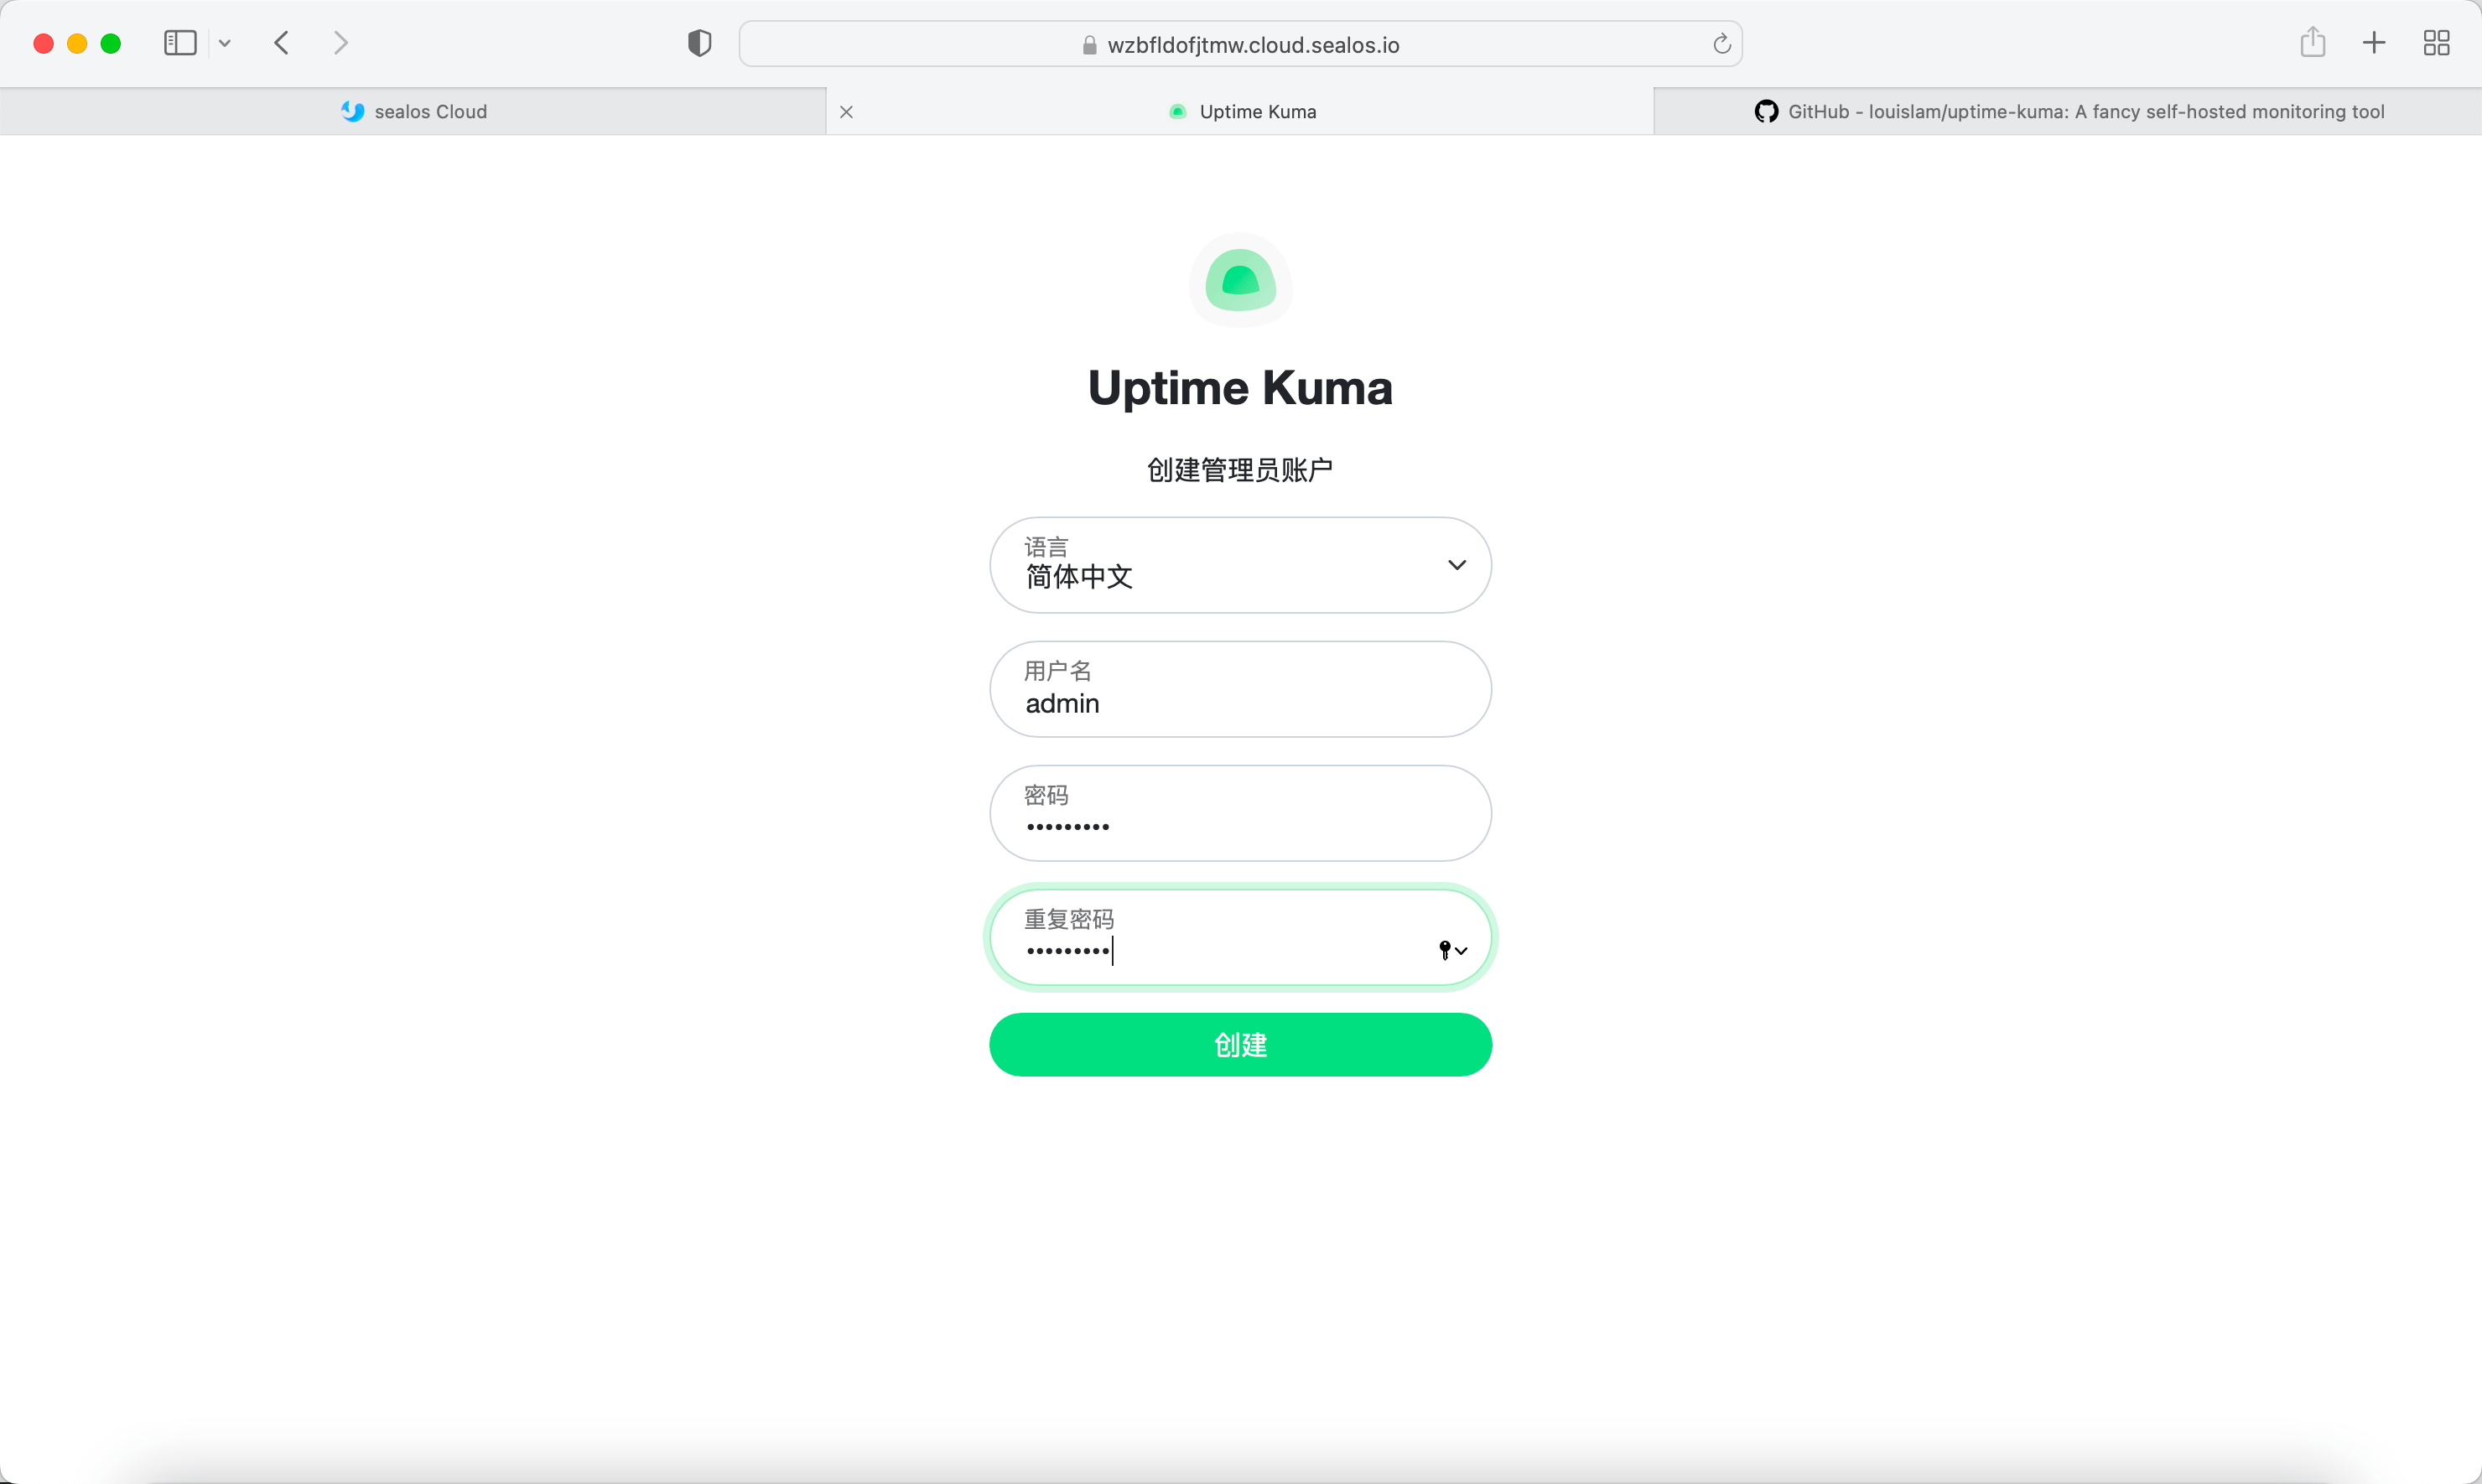 wzbfldofjtmw.cloud.sealos.io
sealos Cloud
Uptime Kuma
GitHub - louislam/uptime-kuma: A fancy self-hosted monitoring tool
Uptime Kuma
创建管理员账户
语言
简体中文
用户名
admin
密码
•••••••••
重复密码
•••••••••
创建